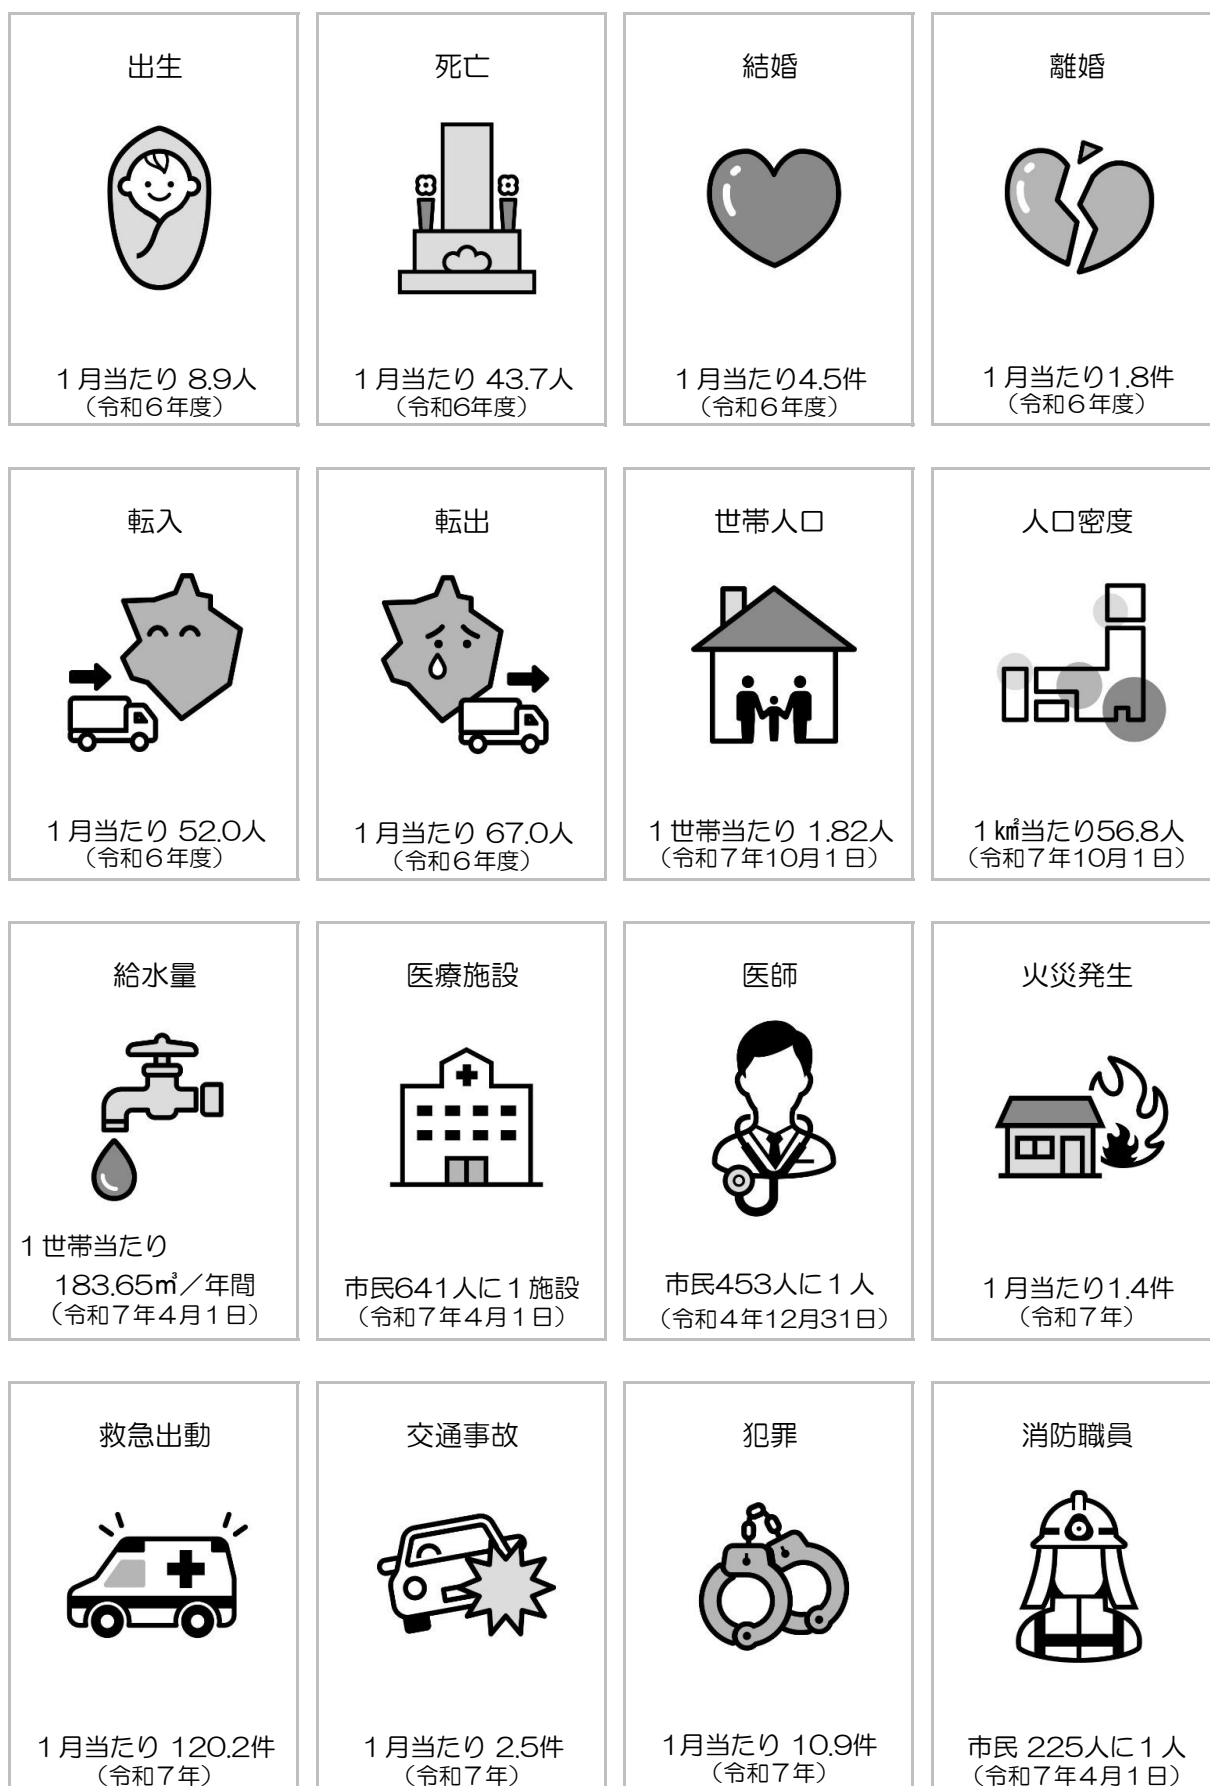 出生
１月当たり 8.9人
（令和６年度）
死亡
１月当たり 43.7人
（令和6年度）
結婚
１月当たり4.5件
（令和６年度）
離婚
１月当たり1.8件
（令和６年度）
転入
１月当たり 52.0人
（令和６年度）
転出
１月当たり 67.0人
（令和６年度）
世帯人口
１世帯当たり 1.82人
（令和７年10月１日）
人口密度
１㎢当たり56.8人
（令和７年10月１日）
給水量
１世帯当たり
183.65㎥／年間
（令和７年４月１日）
医療施設
市民641人に１施設
（令和７年４月１日）
医師
市民453人に１人
（令和４年12月31日）
火災発生
１月当たり1.4件
（令和７年）
救急出動
１月当たり 120.2件
（令和７年）
交通事故
１月当たり 2.5件
（令和７年）
犯罪
1月当たり 10.9件
（令和７年）
消防職員
市民 225人に１人
（令和７年４月１日）